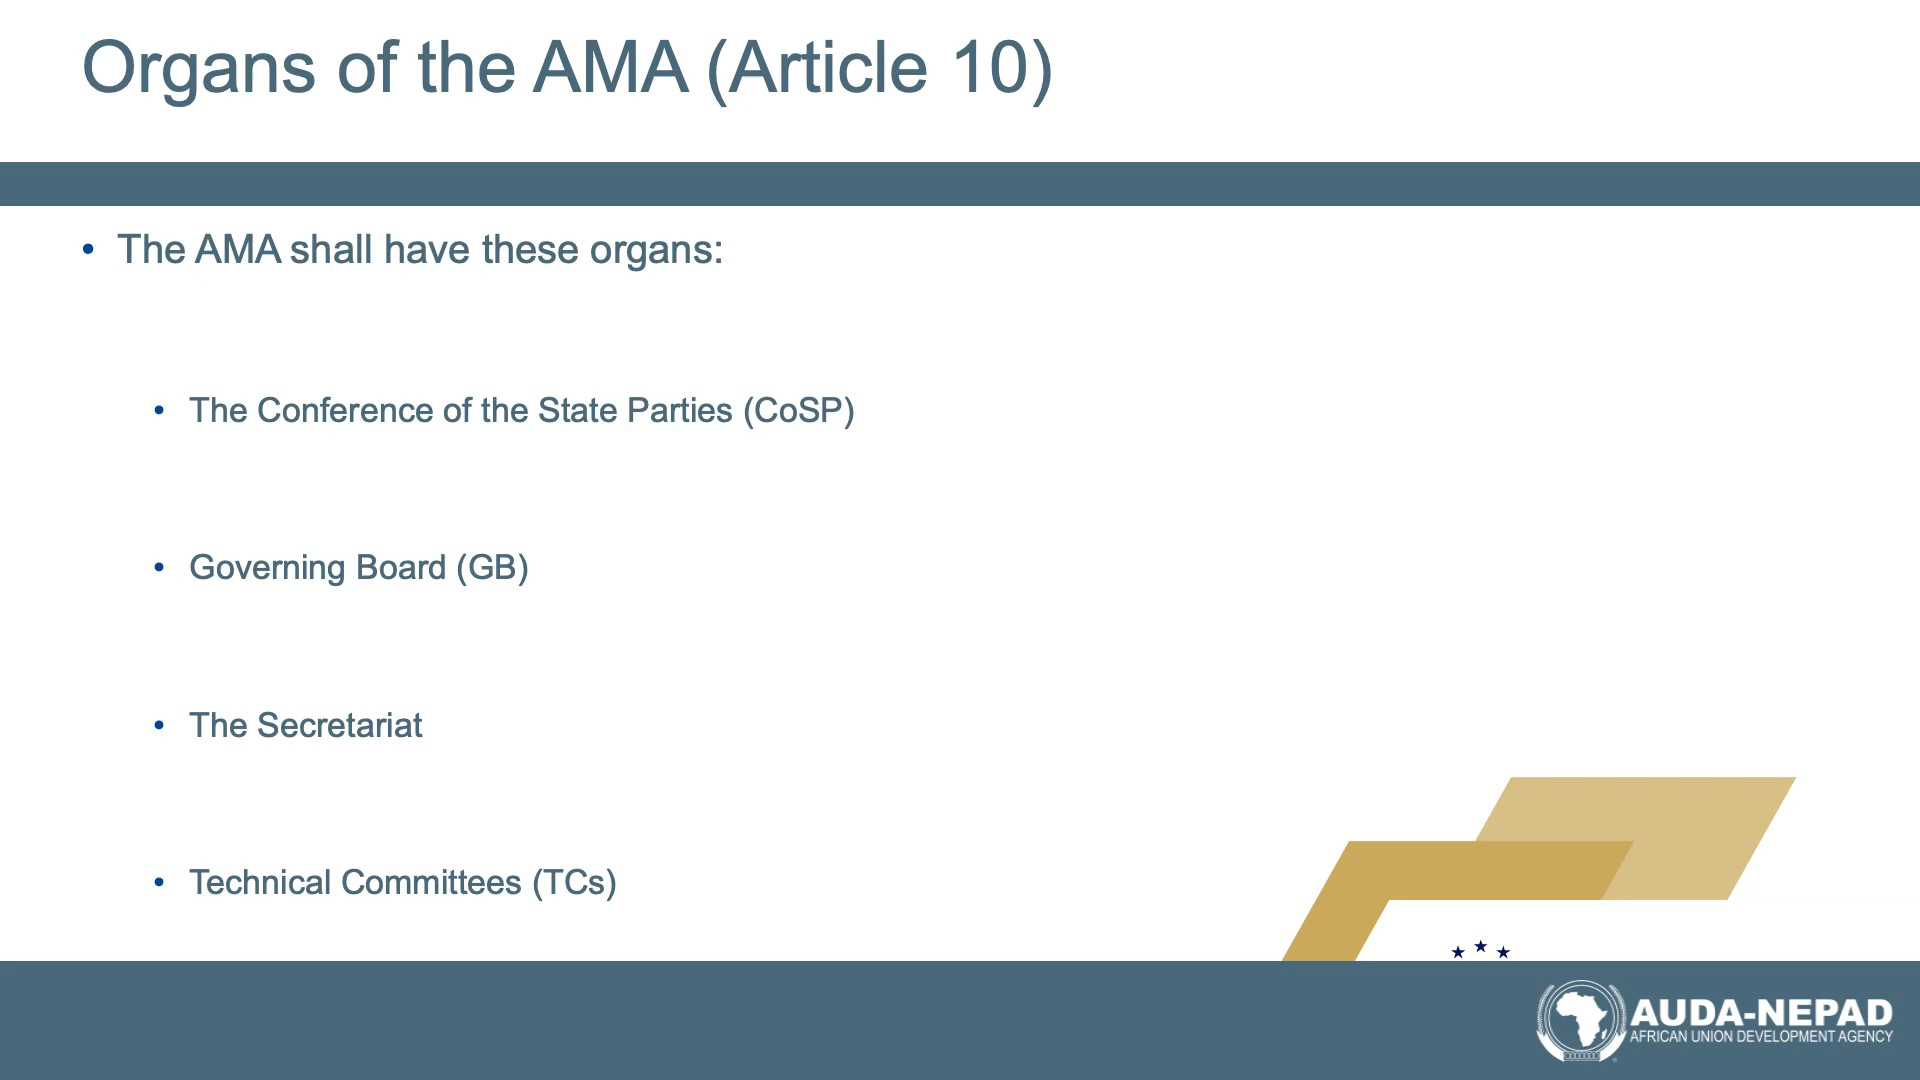 Organs of the AMA (Article 10)
• The AMA shall have these organs:
• The Conference of the State Parties (CoSP)
• Governing Board (GB)
• The Secretariat
• Technical Committees (TCs)
AUDA-NEPAD
AFRICAN UNION DEVELOPMENT AGENCY